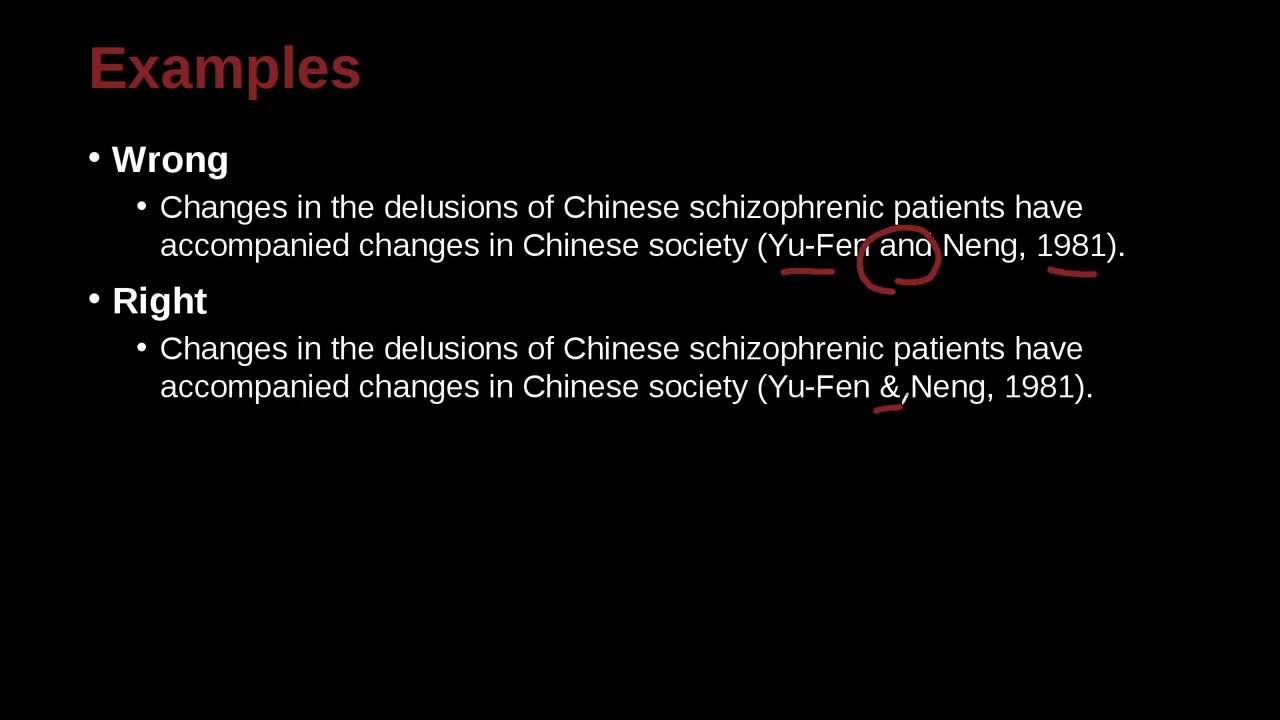 Examples
• Wrong
• Changes in the delusions of Chinese schizophrenic patients have
accompanied changes in Chinese society (Yu-Fen and Neng, 1981).
• Right
• Changes in the delusions of Chinese schizophrenic patients have
accompanied changes in Chinese society (Yu-Fen & Neng, 1981).